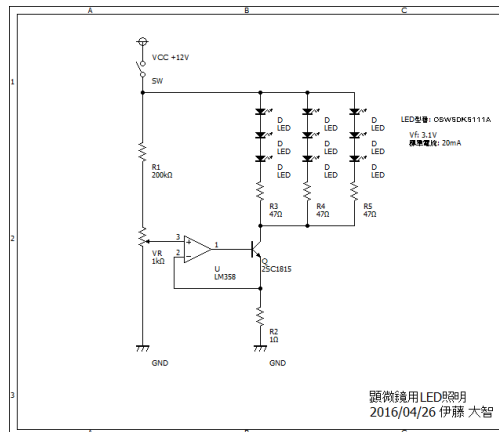 A B C
1
VCC +12V
SW
D
LED
D
LED
D
LED
D
LED
D
LED
D
LED
D
LED
D
LED
D
LED
LED型番: OSW5DK5111A
Vf: 3.1V
標準電流: 20mA
R1
200kΩ
R3
47Ω
R4
47Ω
R5
47Ω
2
VR
1kΩ
3
2
1
U
LM358
Q
2SC1815
R2
1Ω
GND
GND
3
顕微鏡用LED照明
2016/04/26 伊藤 大智